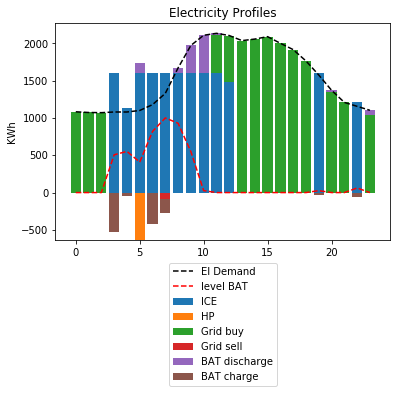 Electricity Profiles
2000
1500
1000
500
0
−500
KWh
0 5 10 15 20
El Demand
level BAT
ICE
HP
Grid buy
Grid sell
BAT discharge
BAT charge